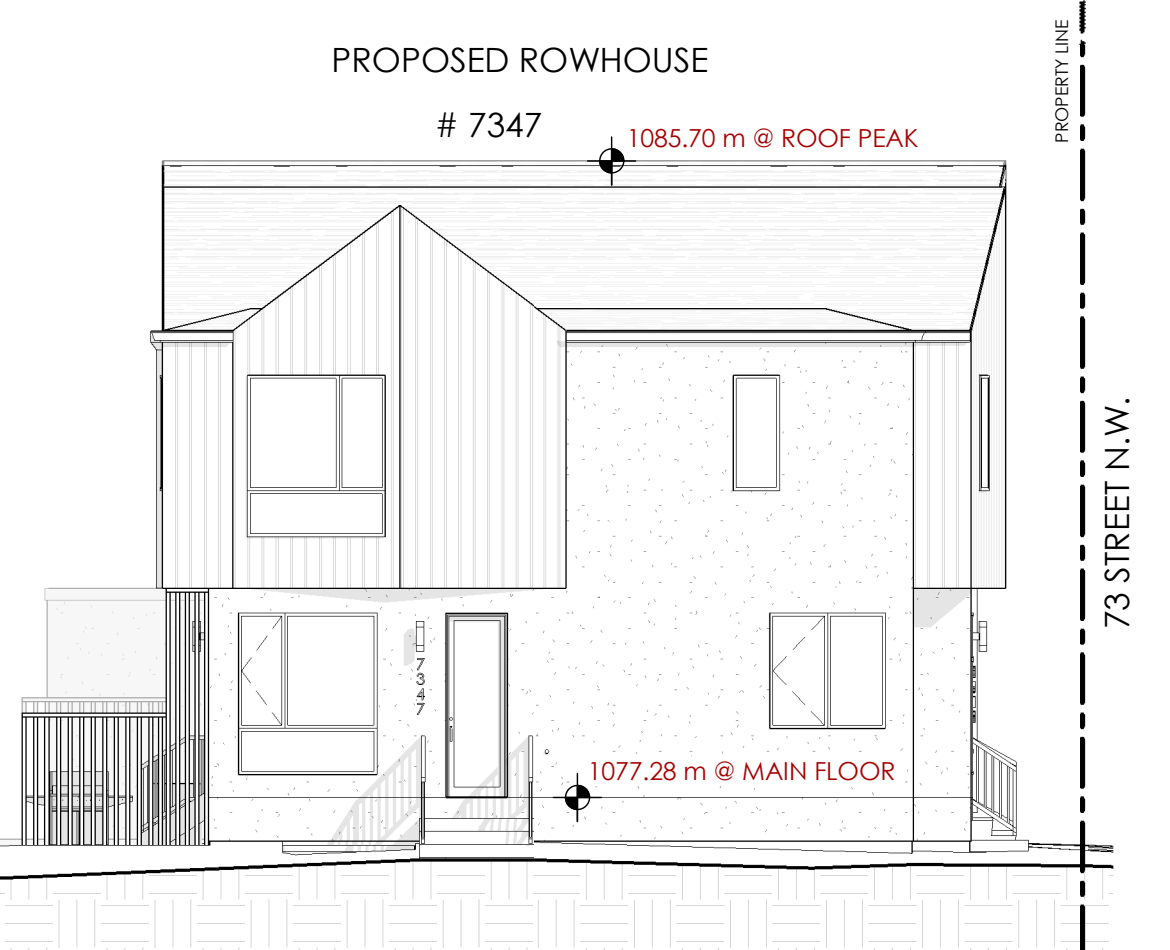 PROPOSED ROWHOUSE
# 7347
1085.70 m @ ROOF PEAK
PROPERTY LINE
73 STREET N.W.
7347
1077.28 m @ MAIN FLOOR